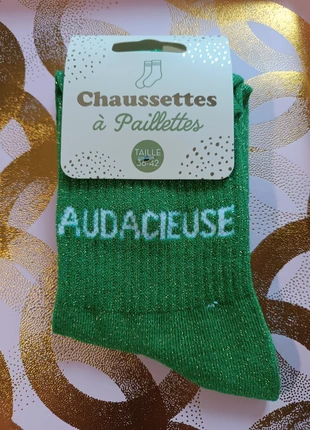 Chaussettes
à Paillettes
TAILLE
36-42
AUDACIEUSE